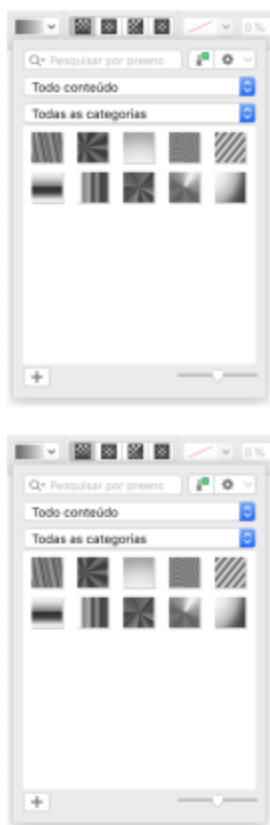 0 %
Pesquisar por preenc
Todo conteúdo
Todas as categorias
0 %
Pesquisar por preenc
Todo conteúdo
Todas as categorias